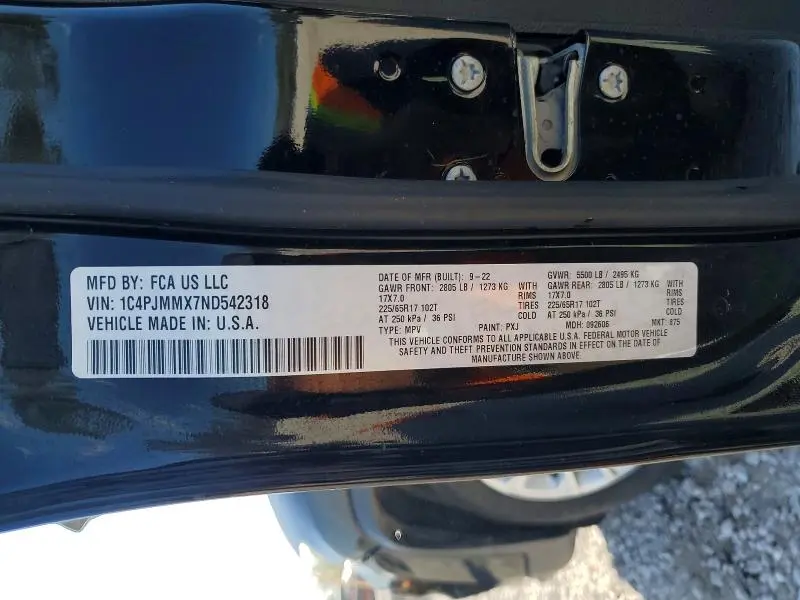 MFD BY: FCA US LLC
VIN: 1C4PJMMX7ND542318
VEHICLE MADE IN U.S.A.
DATE OF MFR (BUILT): 9-22 GVWR: 5500 LB / 2495 KG
GAWR FRONT: 2805 LB / 1273 KG WITH GAWR REAR: 2805 LB / 1273 KG WITH
17X7.0 RIMS 17X7.0 RIMS
225/65R17 102T TIRES 225/65R17 102T TIRES
AT 250 kPa / 36 PSI COLD AT 250 kPa / 36 PSI COLD
TYPE: MPV PAINT: PXJ MDH: 092606 MKT: 875
THIS VEHICLE CONFORMS TO ALL APPLICABLE U.S.A. FEDERAL MOTOR VEHICLE
SAFETY AND THEFT PREVENTION STANDARDS IN EFFECT ON THE DATE OF
MANUFACTURE SHOWN ABOVE.